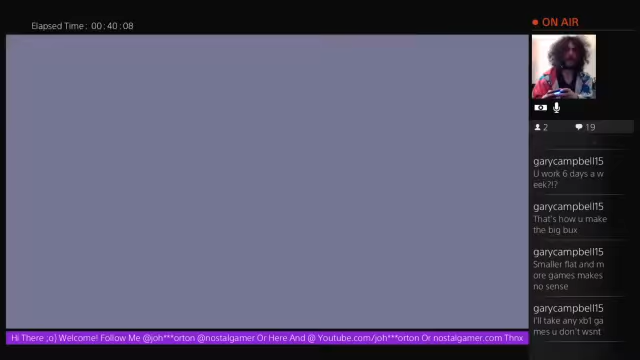 Elapsed Time : 00:40:08
ON AIR
2 19
garycampbell15
U work 6 days a w
eek?!?
garycampbell15
That's how u make
the big bux
garycampbell15
Smaller flat and m
ore games makes
no sense
garycampbell15
I'll take any xb1 ga
mes u don't wsnt
Hi There ;o) Welcome! Follow Me @joh***orton @nostalgamer Or Here And @ Youtube.com/joh***orton Or nostalgamer.com Thnx